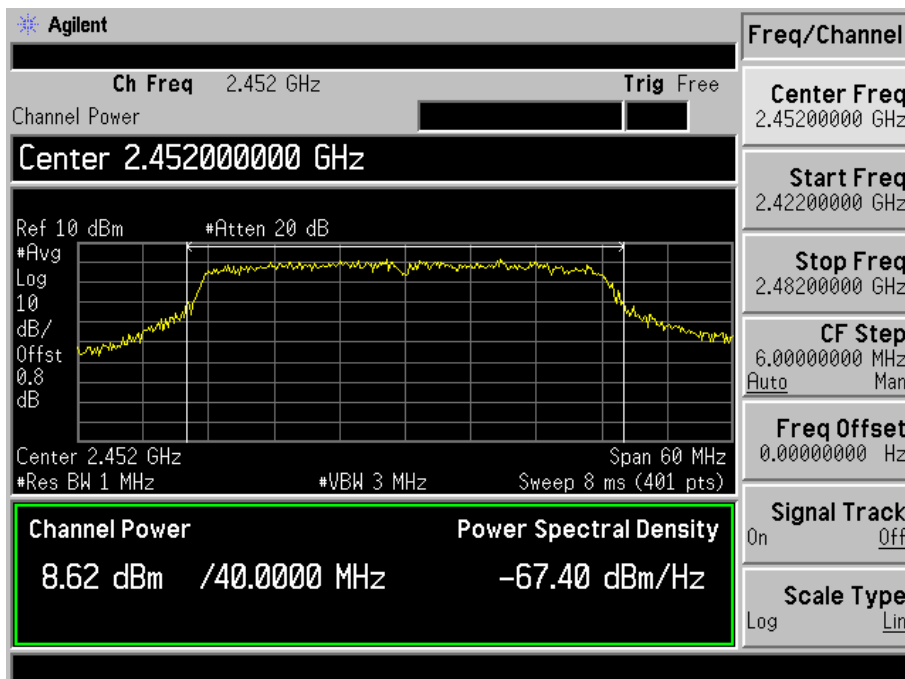 Agilent
Freq/Channel
Ch Freq 2.452 GHz Trig Free
Channel Power
Center 2.452000000 GHz
Ref 10 dBm #Atten 20 dB
#Avg
Log
10
dB/
Offst
0.8
dB
Center 2.452 GHz Span 60 MHz
#Res BW 1 MHz #VBW 3 MHz Sweep 8 ms (401 pts)
Channel Power Power Spectral Density
8.62 dBm /40.0000 MHz -67.40 dBm/Hz
Center Freq
2.45200000 GHz
Start Freq
2.42200000 GHz
Stop Freq
2.48200000 GHz
CF Step
6.00000000 MHz
Auto Man
Freq Offset
0.00000000 Hz
Signal Track
On Off
Scale Type
Log Lin